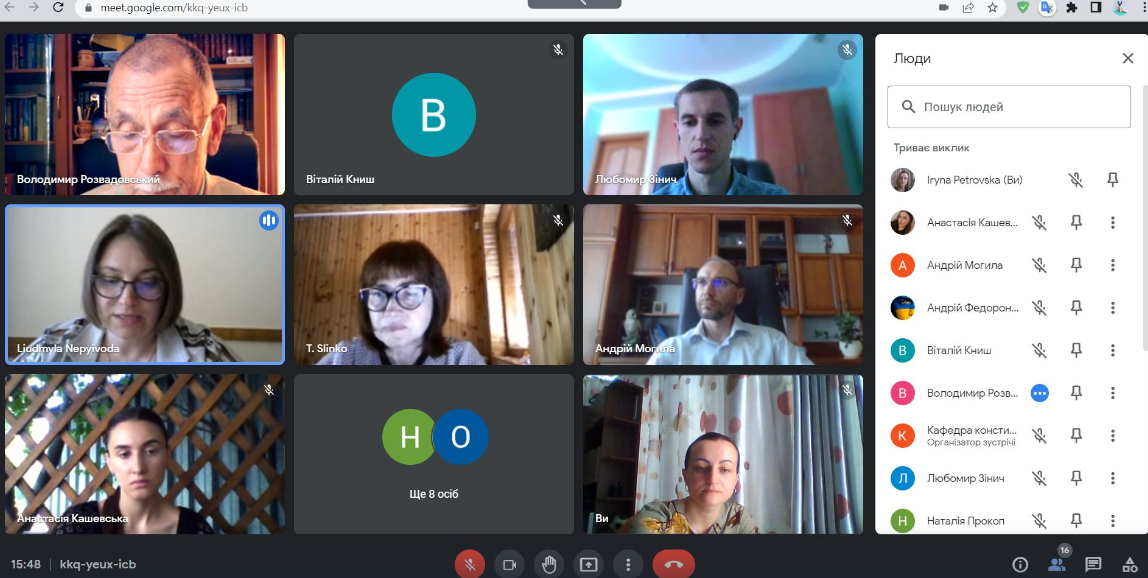 meet.google.com/kkq-yeux-icb
Володимир Розвадовський
В
Віталій Книш
Любомир Зінич
Liudmyla Nepyivoda
T. Slinko
Андрій Могила
Анастасія Кашевська
Н О
Ще 8 осіб
Ви
Люди
Пошук людей
Триває виклик
Iryna Petrovska (Ви)
Анастасія Кашев...
А
Андрій Могила
Андрій Федорон...
В
Віталій Книш
В
Володимир Розв...
К
Кафедра консти...
Організатор зустрічі
Л
Любомир Зінич
Н
Наталія Прокоп
15:48 | kkq-yeux-icb
16